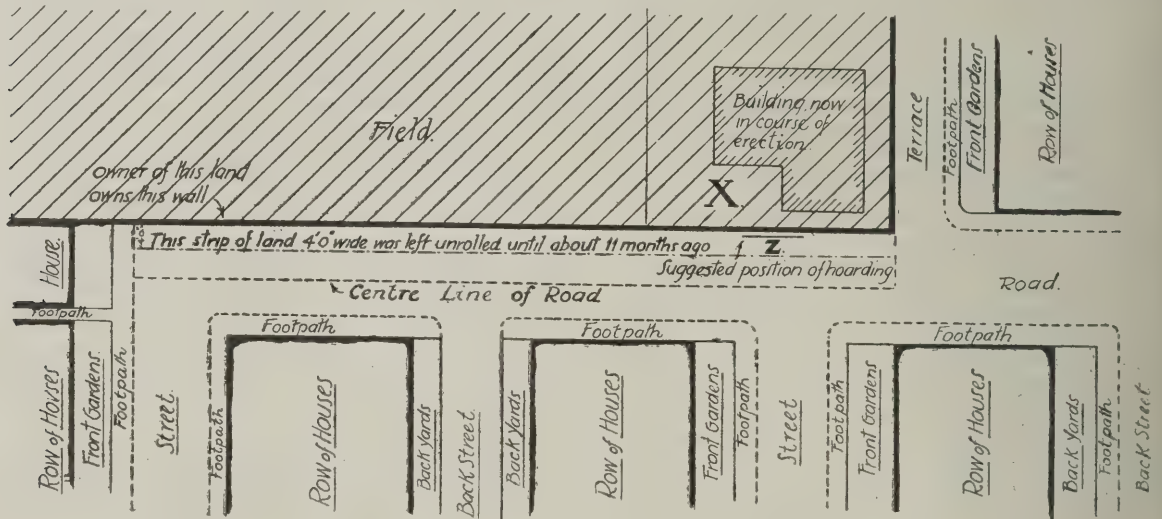 Field.
Building now
in course of
erection.
X
owner of this land
owns this wall
This strip of land 4'0" wide was left unrolled until about 11 months ago
Z
Suggested position of hoarding
Centre Line of Road
Road.
Terrace
Footpath
Front Gardens
Row of Houses
House.
Footpath
Row of Houses
Front Gardens
Footpath
Street
Footpath
Footpath
Row of Houses
Back Yards
Back Street
Back Yards
Footpath
Row of Houses
Front Gardens
Footpath
Street
Footpath
Front Gardens
Footpath
Row of Houses
Back Yards
Footpath
Back Street